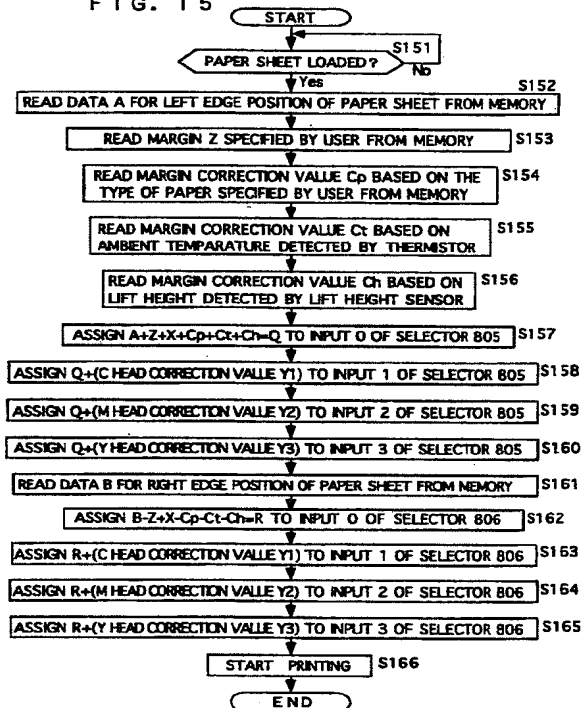 FIG. 15
START
S151
PAPER SHEET LOADED?
No
Yes
S152
READ DATA A FOR LEFT EDGE POSITION OF PAPER SHEET FROM MEMORY
READ MARGIN Z SPECIFIED BY USER FROM MEMORY S153
READ MARGIN CORRECTION VALUE Cp BASED ON THE S154
TYPE OF PAPER SPECIFIED BY USER FROM MEMORY
READ MARGIN CORRECTION VALUE Ct BASED ON S155
AMBIENT TEMPARATURE DETECTED BY THERMISTOR
READ MARGIN CORRECTION VALUE Ch BASED ON S156
LIFT HEIGHT DETECTED BY LIFT HEIGHT SENSOR
ASSIGN A+Z+X+Cp+Ct+Ch=Q TO INPUT 0 OF SELECTOR 805 S157
ASSIGN Q+(C HEAD CORRECTION VALUE Y1) TO INPUT 1 OF SELECTOR 805 S158
ASSIGN Q+(M HEAD CORRECTION VALUE Y2) TO INPUT 2 OF SELECTOR 805 S159
ASSIGN Q+(Y HEAD CORRECTION VALUE Y3) TO INPUT 3 OF SELECTOR 805 S160
READ DATA B FOR RIGHT EDGE POSITION OF PAPER SHEET FROM MEMORY S161
ASSIGN B-Z+X-Cp-Ct-Ch=R TO INPUT 0 OF SELECTOR 806 S162
ASSIGN R+(C HEAD CORRECTION VALUE Y1) TO INPUT 1 OF SELECTOR 806 S163
ASSIGN R+(M HEAD CORRECTION VALUE Y2) TO INPUT 2 OF SELECTOR 806 S164
ASSIGN R+(Y HEAD CORRECTION VALUE Y3) TO INPUT 3 OF SELECTOR 806 S165
START PRINTING S166
END